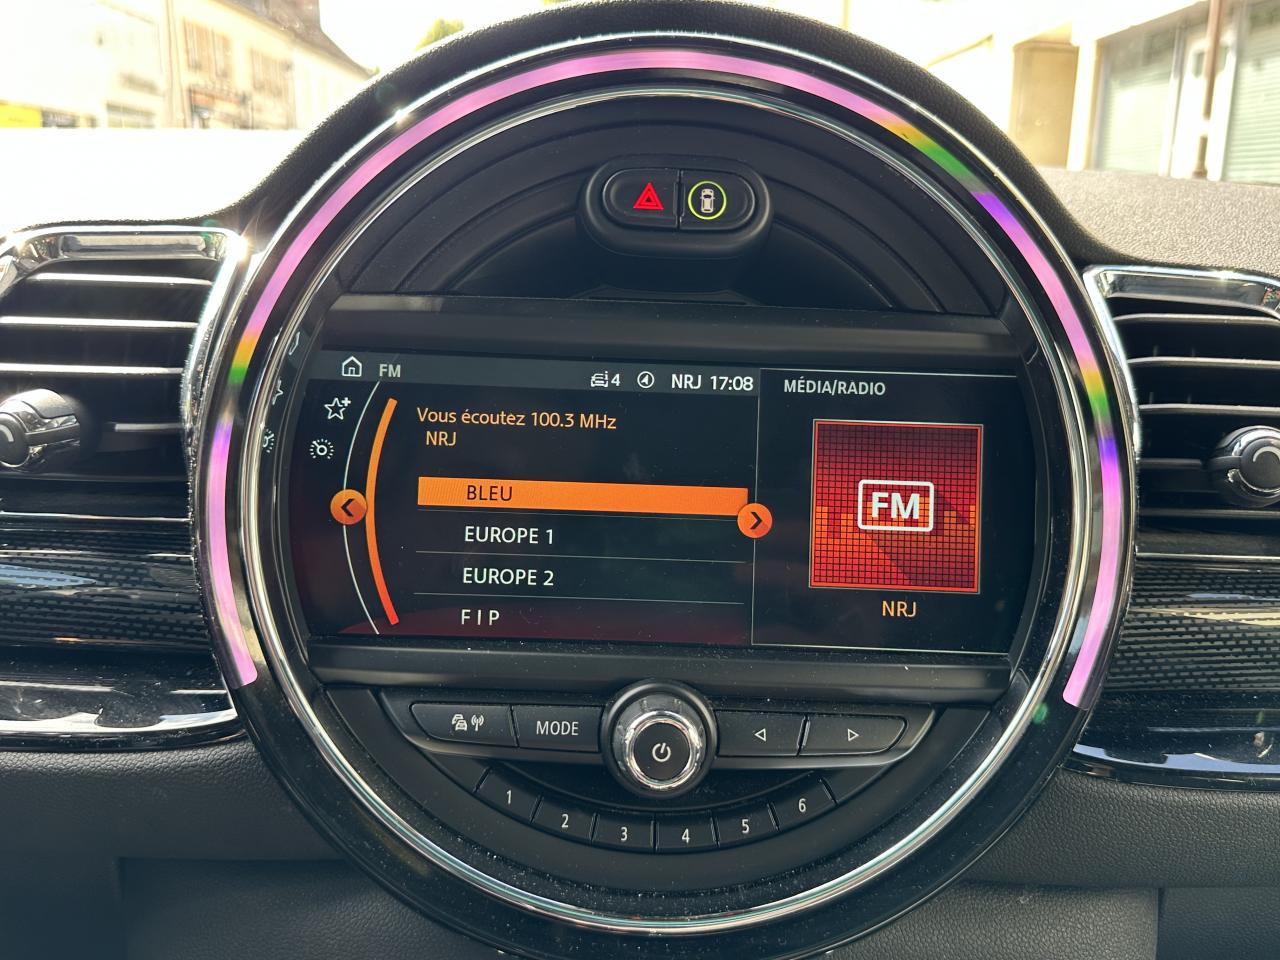 FM
4
NRJ 17:08
MÉDIA/RADIO
Vous écoutez 100.3 MHz
NRJ
BLEU
EUROPE 1
EUROPE 2
F I P
FM
NRJ
MODE
1
2
3
4
5
6